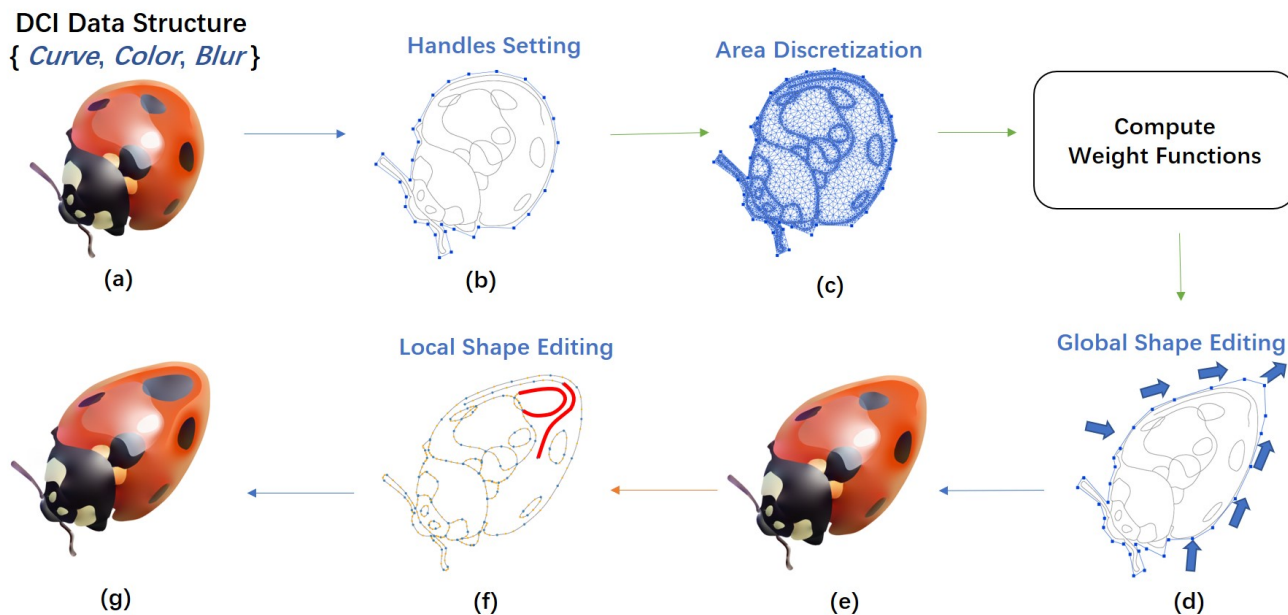 DCI Data Structure
{ Curve, Color, Blur }
Handles Setting
Area Discretization
Compute
Weight Functions
(a)
(b)
(c)
Local Shape Editing
Global Shape Editing
(g)
(f)
(e)
(d)